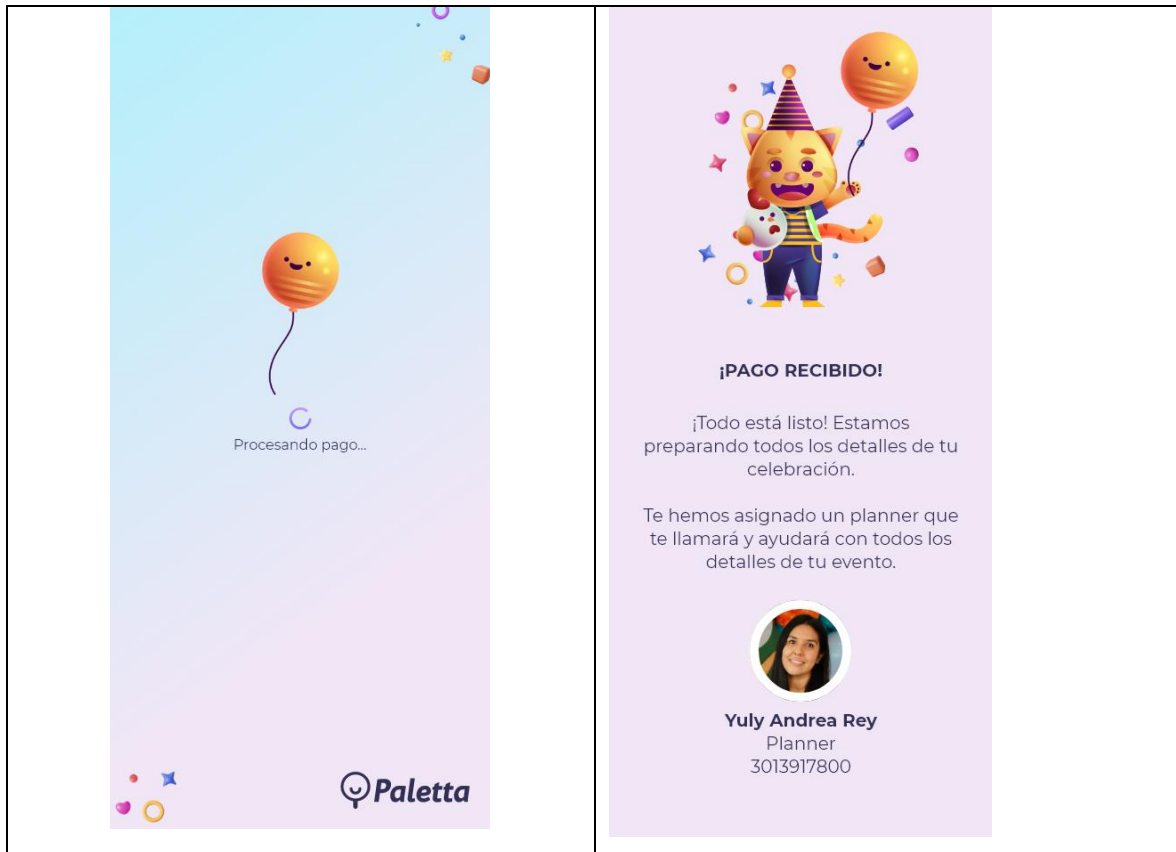 Procesando pago...
Paletta
¡PAGO RECIBIDO!
¡Todo está listo! Estamos
preparando todos los detalles de tu
celebración.
Te hemos asignado un planner que
te llamará y ayudará con todos los
detalles de tu evento.
Yuly Andrea Rey
Planner
3013917800